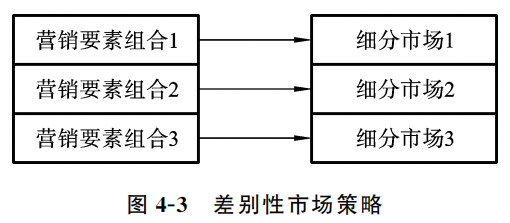 营销要素组合1 细分市场1
营销要素组合2 细分市场2
营销要素组合3 细分市场3
图 4-3 差别性市场策略